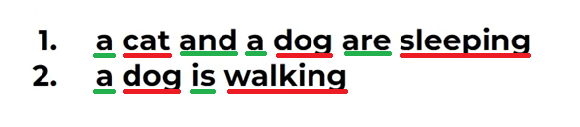 1. a cat and a dog are sleeping
2. a dog is walking